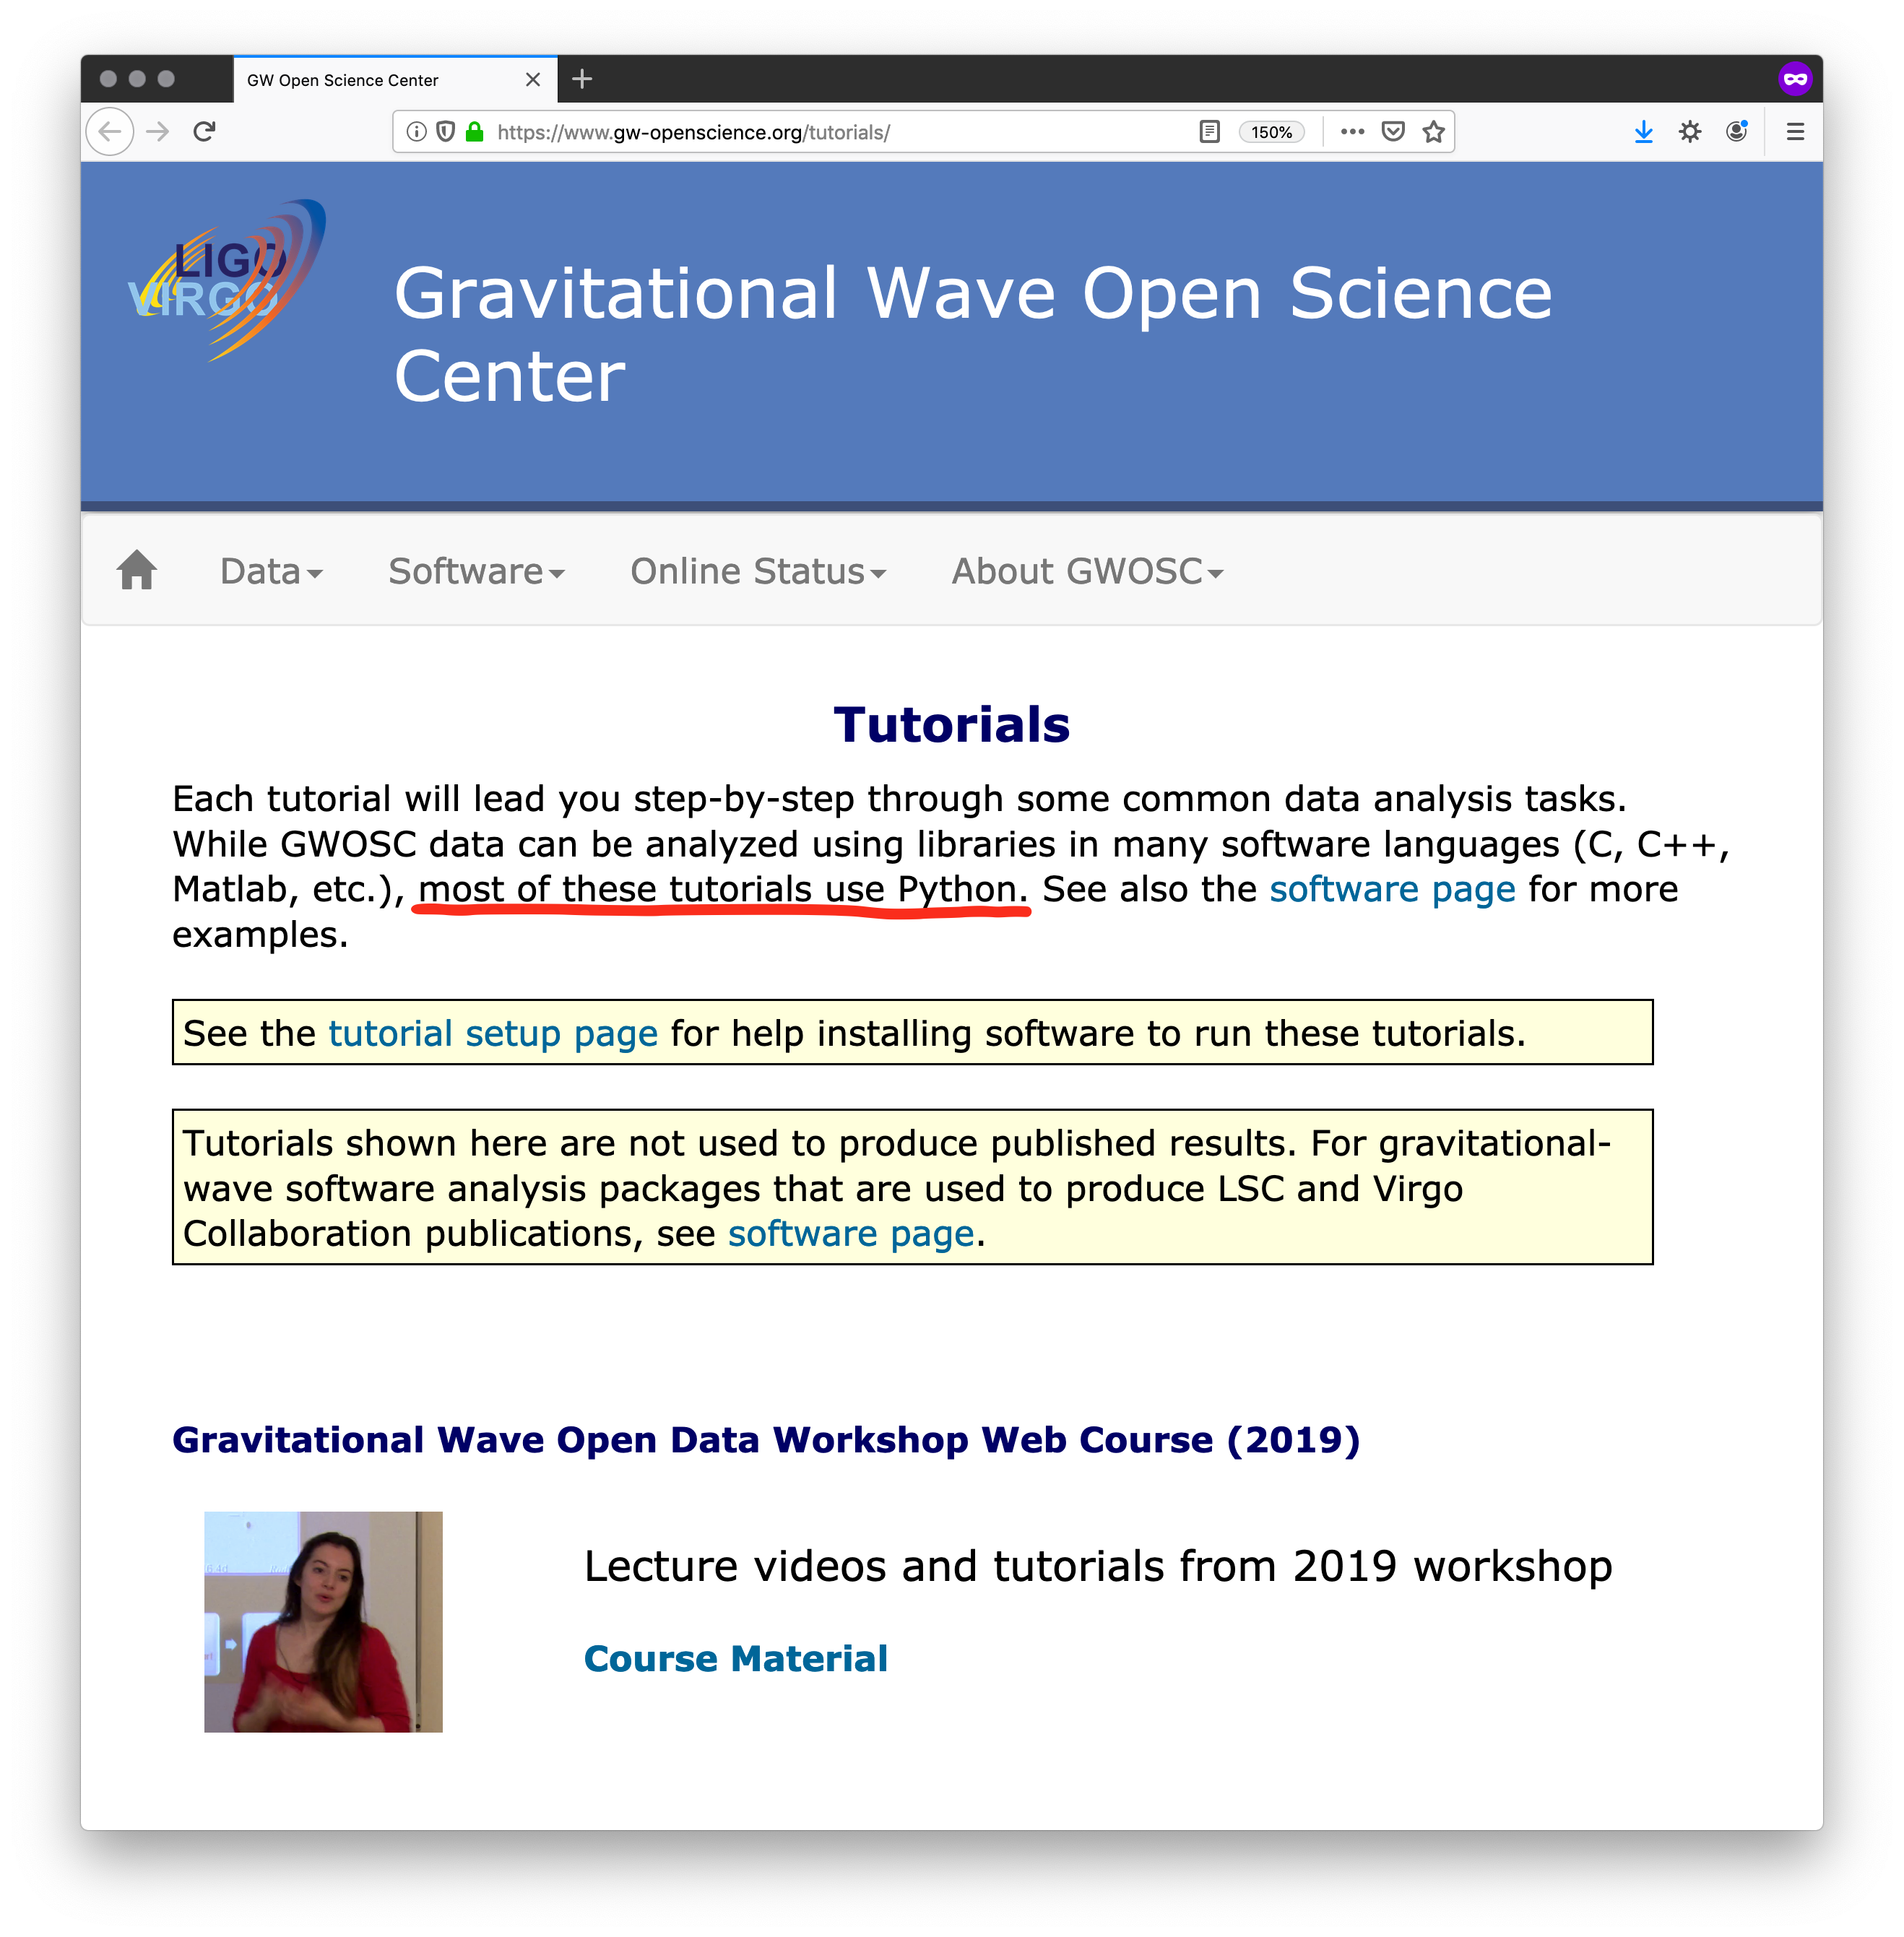 GW Open Science Center
https://www.gw-openscience.org/tutorials/
150%
LIGO
VIRGO
Gravitational Wave Open Science
Center
Data
Software
Online Status
About GWOSC
Tutorials
Each tutorial will lead you step-by-step through some common data analysis tasks.
While GWOSC data can be analyzed using libraries in many software languages (C, C++,
Matlab, etc.), most of these tutorials use Python. See also the software page for more
examples.
See the tutorial setup page for help installing software to run these tutorials.
Tutorials shown here are not used to produce published results. For gravitational-
wave software analysis packages that are used to produce LSC and Virgo
Collaboration publications, see software page.
Gravitational Wave Open Data Workshop Web Course (2019)
Lecture videos and tutorials from 2019 workshop
Course Material